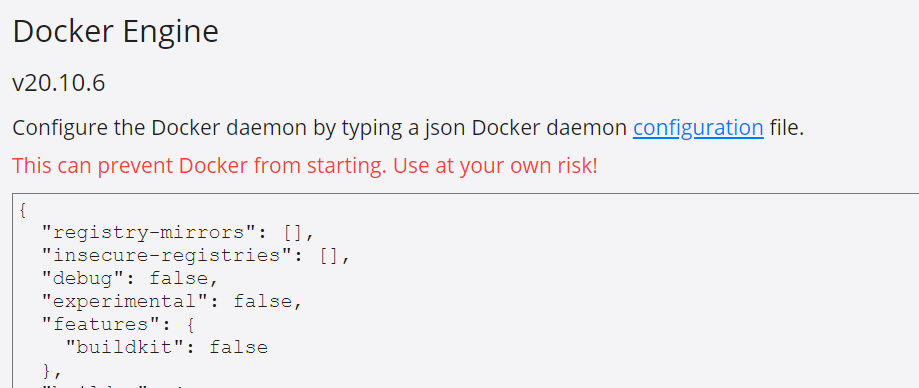 Docker Engine
v20.10.6
Configure the Docker daemon by typing a json Docker daemon configuration file.
This can prevent Docker from starting. Use at your own risk!
{
"registry-mirrors": [],
"insecure-registries": [],
"debug": false,
"experimental": false,
"features": {
"buildkit": false
},